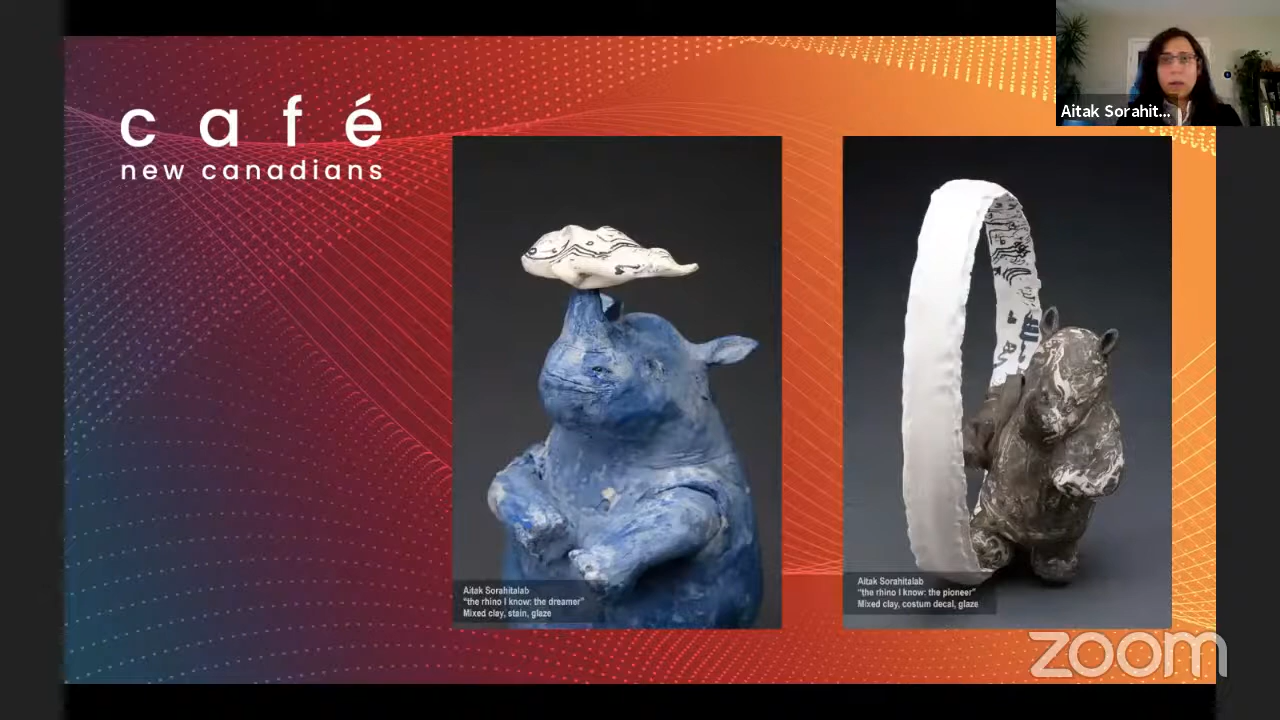 café
new canadians
Aitak Sorahit...
Aitak Sorahitalab
"the rhino I know: the dreamer"
Mixed clay, stain, glaze
Aitak Sorahitalab
"the rhino I know: the pioneer"
Mixed clay, costum decal, glaze
zoom